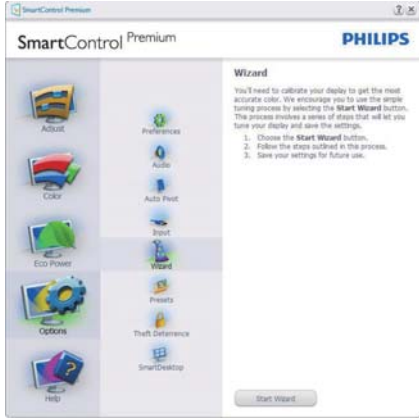 SmartControl Premium
SmartControl Premium
PHILIPS
Adjust
Color
Eco Power
Options
Help
Preferences
Audio
Auto Pivot
Input
Wizard
Presets
Theft Deterrence
SmartDesktop
Wizard
You'll need to calibrate your display to get the most
accurate color. We encourage you to use the simple
tuning process by selecting the Start Wizard button.
This process involves a series of steps that will let you
tune your display and save the settings.
1. Choose the Start Wizard button.
2. Follow the steps outlined in this process.
3. Save your settings for future use.
Start Wizard